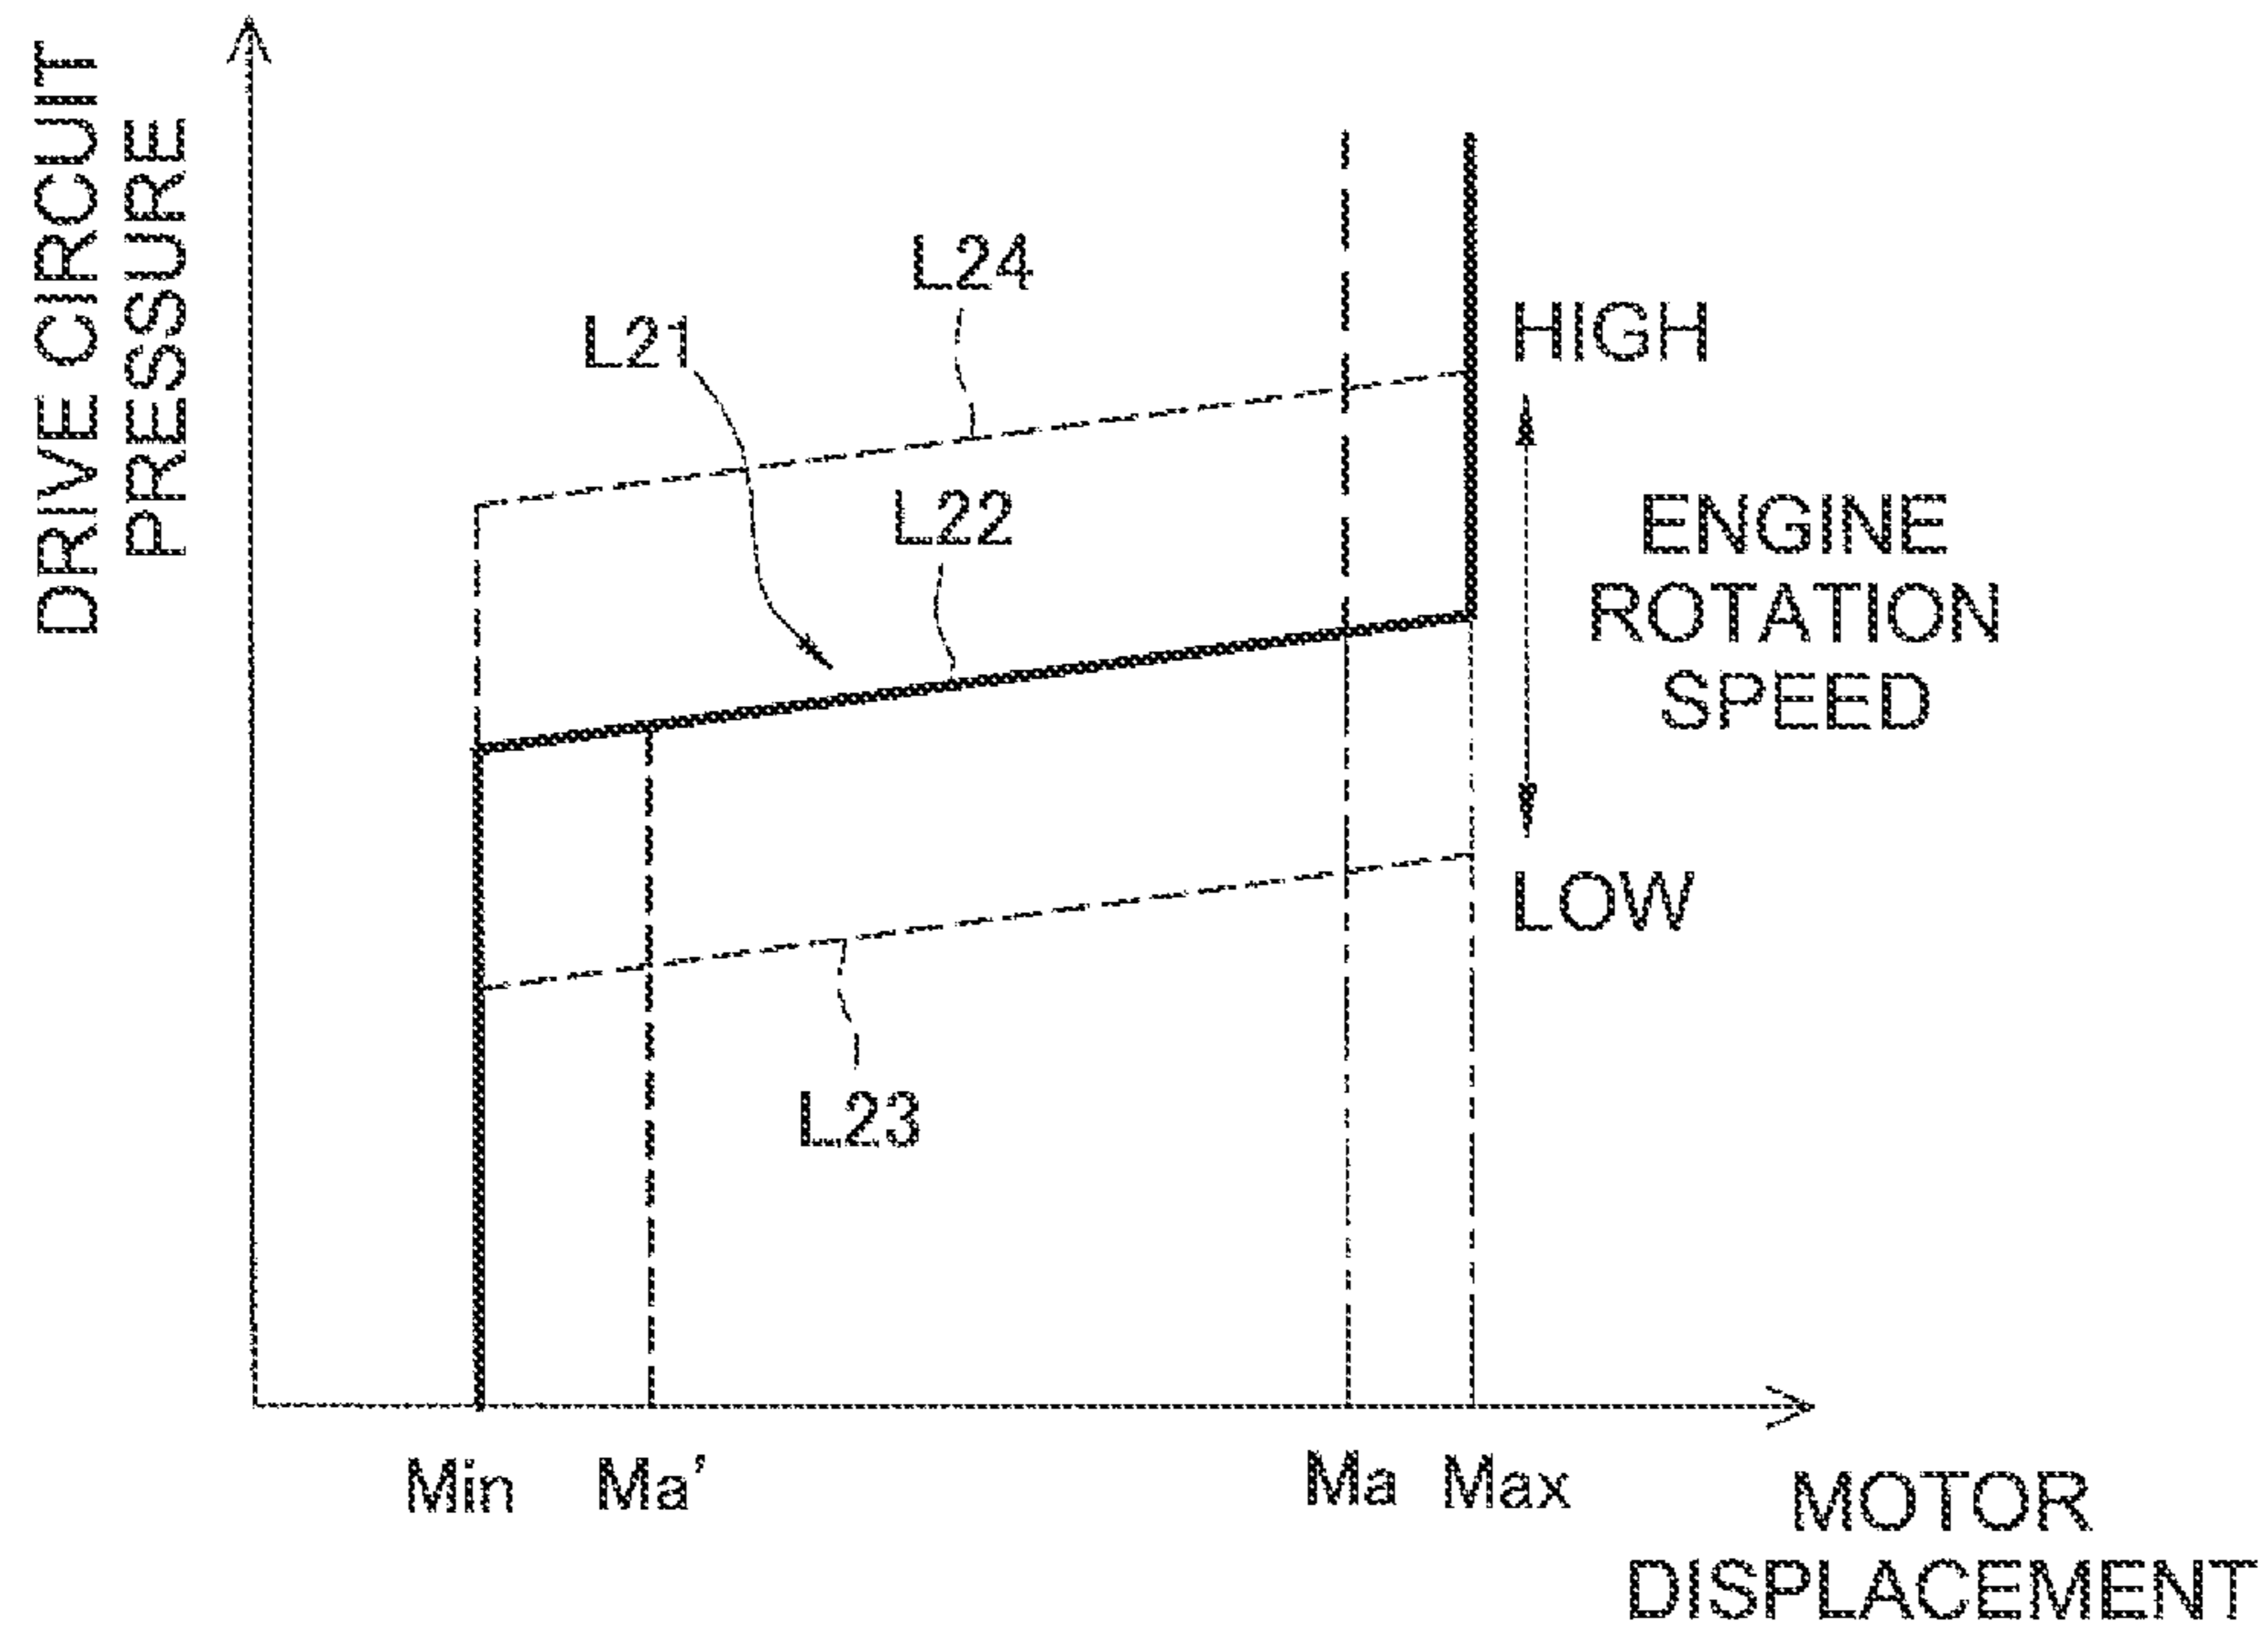 DRIVE CIRCUIT
PRESSURE
L24
L21
HIGH
L22
ENGINE
ROTATION
SPEED
LOW
L23
Min
Ma'
Ma
Max
MOTOR
DISPLACEMENT